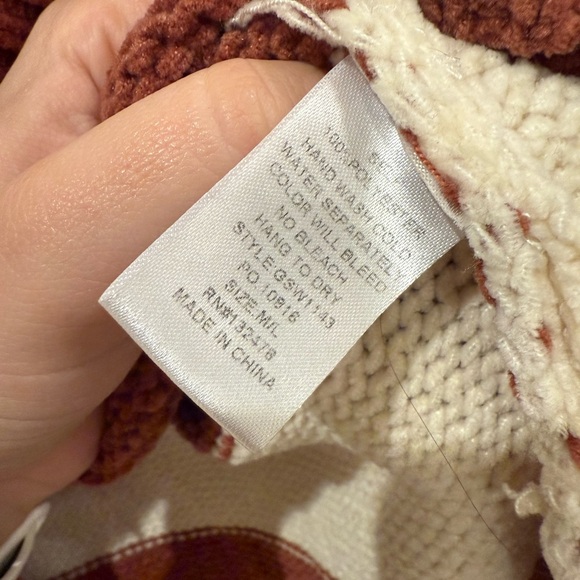 100%POLYESTER
HAND WASH COLD
WATER SEPARATELY
COLOR WILL BLEED
NO BLEACH
HANG TO DRY
STYLE:GSW1143
PO 10816
SIZE:M/L
RN#132476
MADE IN CHINA